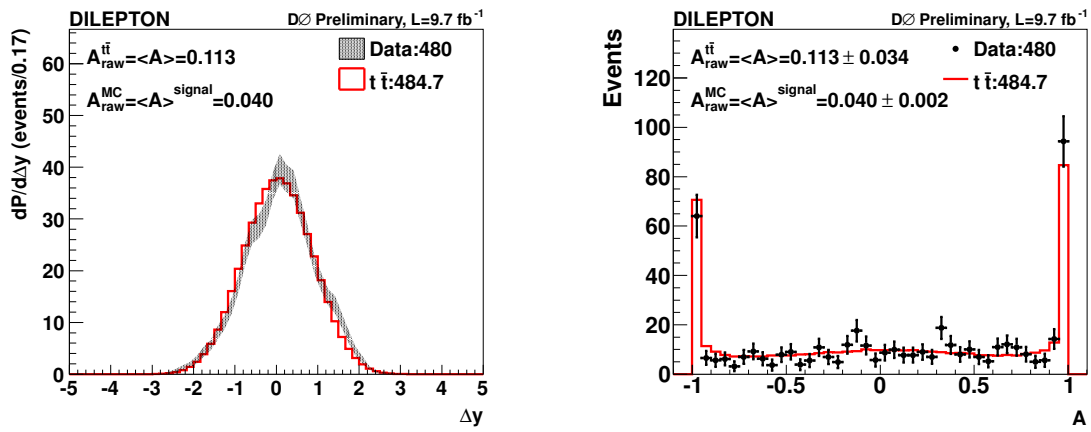 DILEPTON
DØ Preliminary, L=9.7 fb⁻¹
A_raw^tt̄=<A>=0.113
A_raw^MC=<A>^signal=0.040
Data:480
t t̄:484.7
dP/dΔy (events/0.17)
60
50
40
30
20
10
0
-5 -4 -3 -2 -1 0 1 2 3 4 5
Δy
DILEPTON
DØ Preliminary, L=9.7 fb⁻¹
A_raw^tt̄=<A>=0.113 ± 0.034
A_raw^MC=<A>^signal=0.040 ± 0.002
Data:480
t t̄:484.7
Events
120
100
80
60
40
20
0
-1 -0.5 0 0.5 1
A